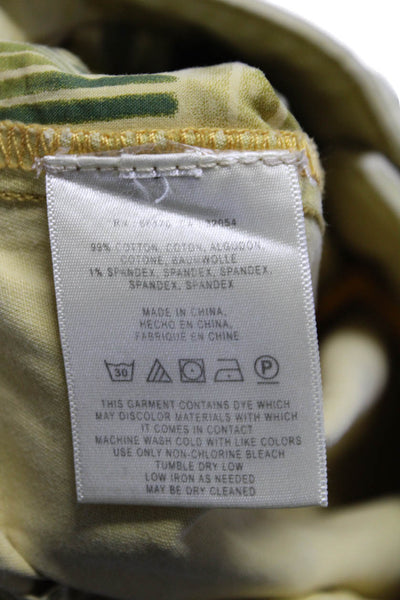 RN
99% COTTON, COTON, ALGODON,
COTONE, BAUMWOLLE
1% SPANDEX, SPANDEX, SPANDEX,
SPANDEX, SPANDEX
MADE IN CHINA,
HECHO EN CHINA,
FABRIQUE EN CHINE
30 P
THIS GARMENT CONTAINS DYE WHICH
MAY DISCOLOR MATERIALS WITH WHICH
IT COMES IN CONTACT
MACHINE WASH COLD WITH LIKE COLORS
USE ONLY NON-CHLORINE BLEACH
TUMBLE DRY LOW
LOW IRON AS NEEDED
MAY BE DRY CLEANED